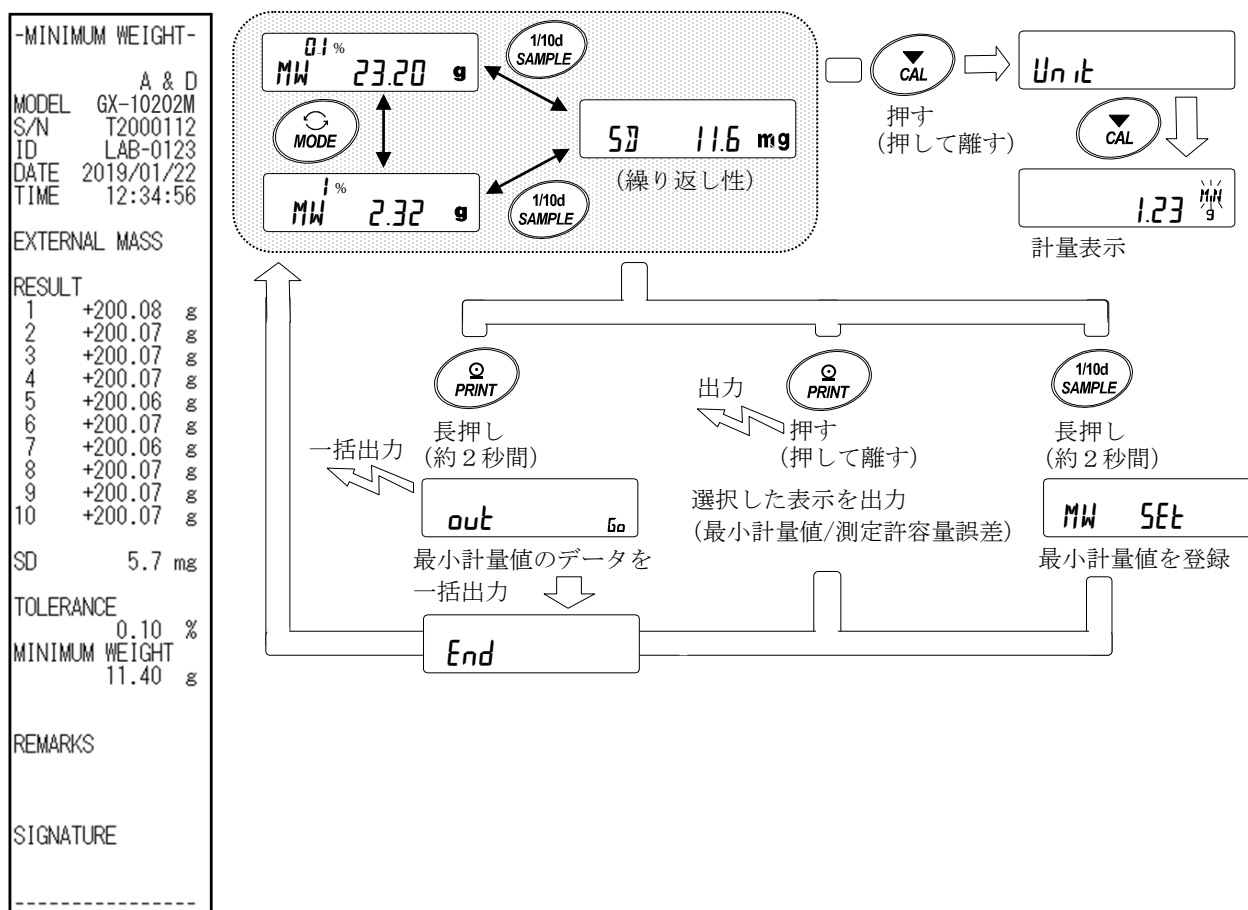 -MINIMUM WEIGHT-
A & D
MODEL GX-10202M
S/N T2000112
ID LAB-0123
DATE 2019/01/22
TIME 12:34:56
EXTERNAL MASS
RESULT
1 +200.08 g
2 +200.07 g
3 +200.07 g
4 +200.07 g
5 +200.06 g
6 +200.07 g
7 +200.06 g
8 +200.07 g
9 +200.07 g
10 +200.07 g
SD 5.7 mg
TOLERANCE
0.10 %
MINIMUM WEIGHT
11.40 g
REMARKS
SIGNATURE
----------------
0.1 %
MW 23.20 g
1/10d
SAMPLE
MODE
SD 11.6 mg
(繰り返し性)
1 %
MW 2.32 g
1/10d
SAMPLE
CAL
押す
(押して離す)
Unit
CAL
1.23 MIN
g
計量表示
PRINT
長押し
(約2秒間)
一括出力
out Go
最小計量値のデータを
一括出力
End
PRINT
出力
押す
(押して離す)
選択した表示を出力
(最小計量値/測定許容量誤差)
1/10d
SAMPLE
長押し
(約2秒間)
MW SEt
最小計量値を登録